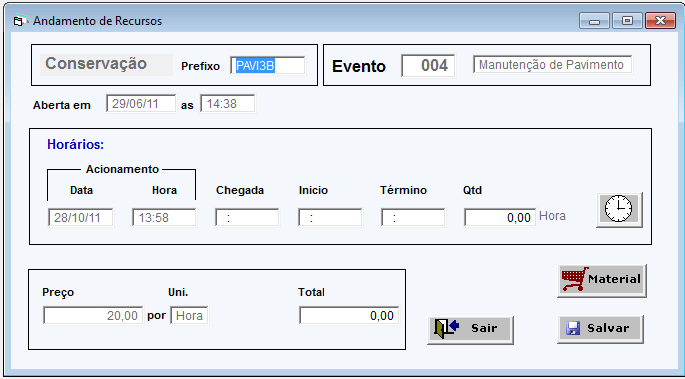 Andamento de Recursos
Conservação Prefixo PAVI3B Evento 004 Manutenção de Pavimento
Aberta em 29/06/11 as 14:38
Horários:
Acionamento
Data Hora Chegada Inicio Término Qtd
28/10/11 13:58 : : : 0,00 Hora
Material
Preço Uni. Total
20,00 por Hora 0,00
Sair Salvar